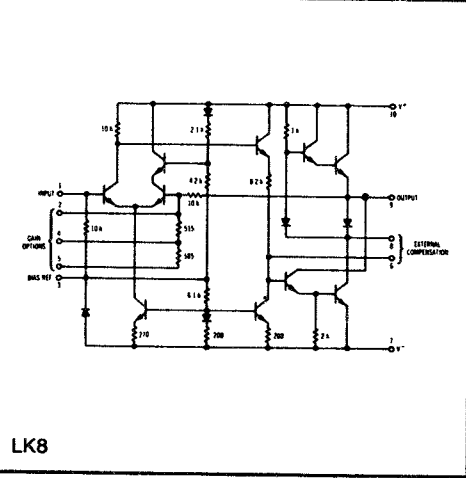 V+
10
10k
2.1k
1k
4.2k
8.2k
INPUT
1
10k
OUTPUT
9
2
GAIN
OPTIONS
10k
515
4
8
EXTERNAL
COMPENSATION
5
6
BIAS REF
3
6.1k
270
200
200
2k
7
V-
LK8